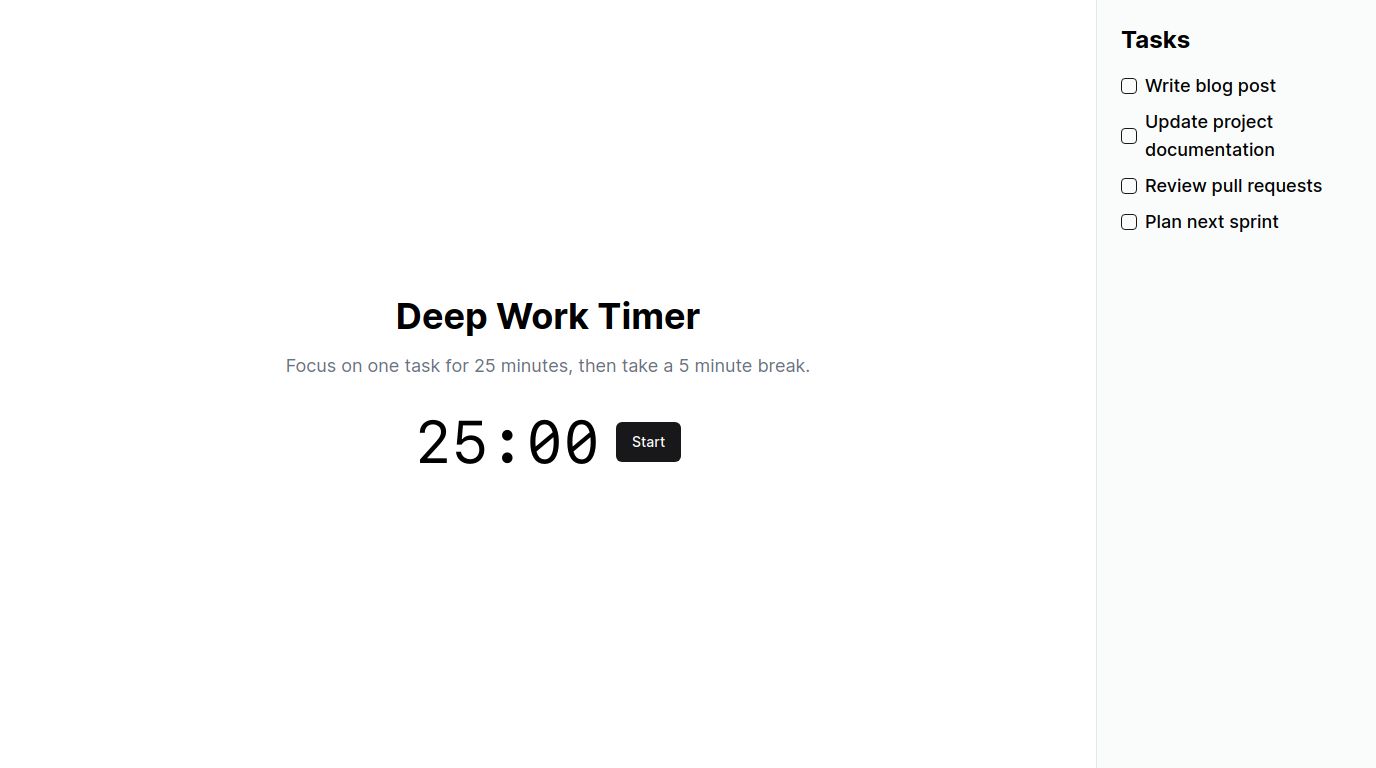 Deep Work Timer
Focus on one task for 25 minutes, then take a 5 minute break.
25:00 Start
Tasks
Write blog post
Update project
documentation
Review pull requests
Plan next sprint